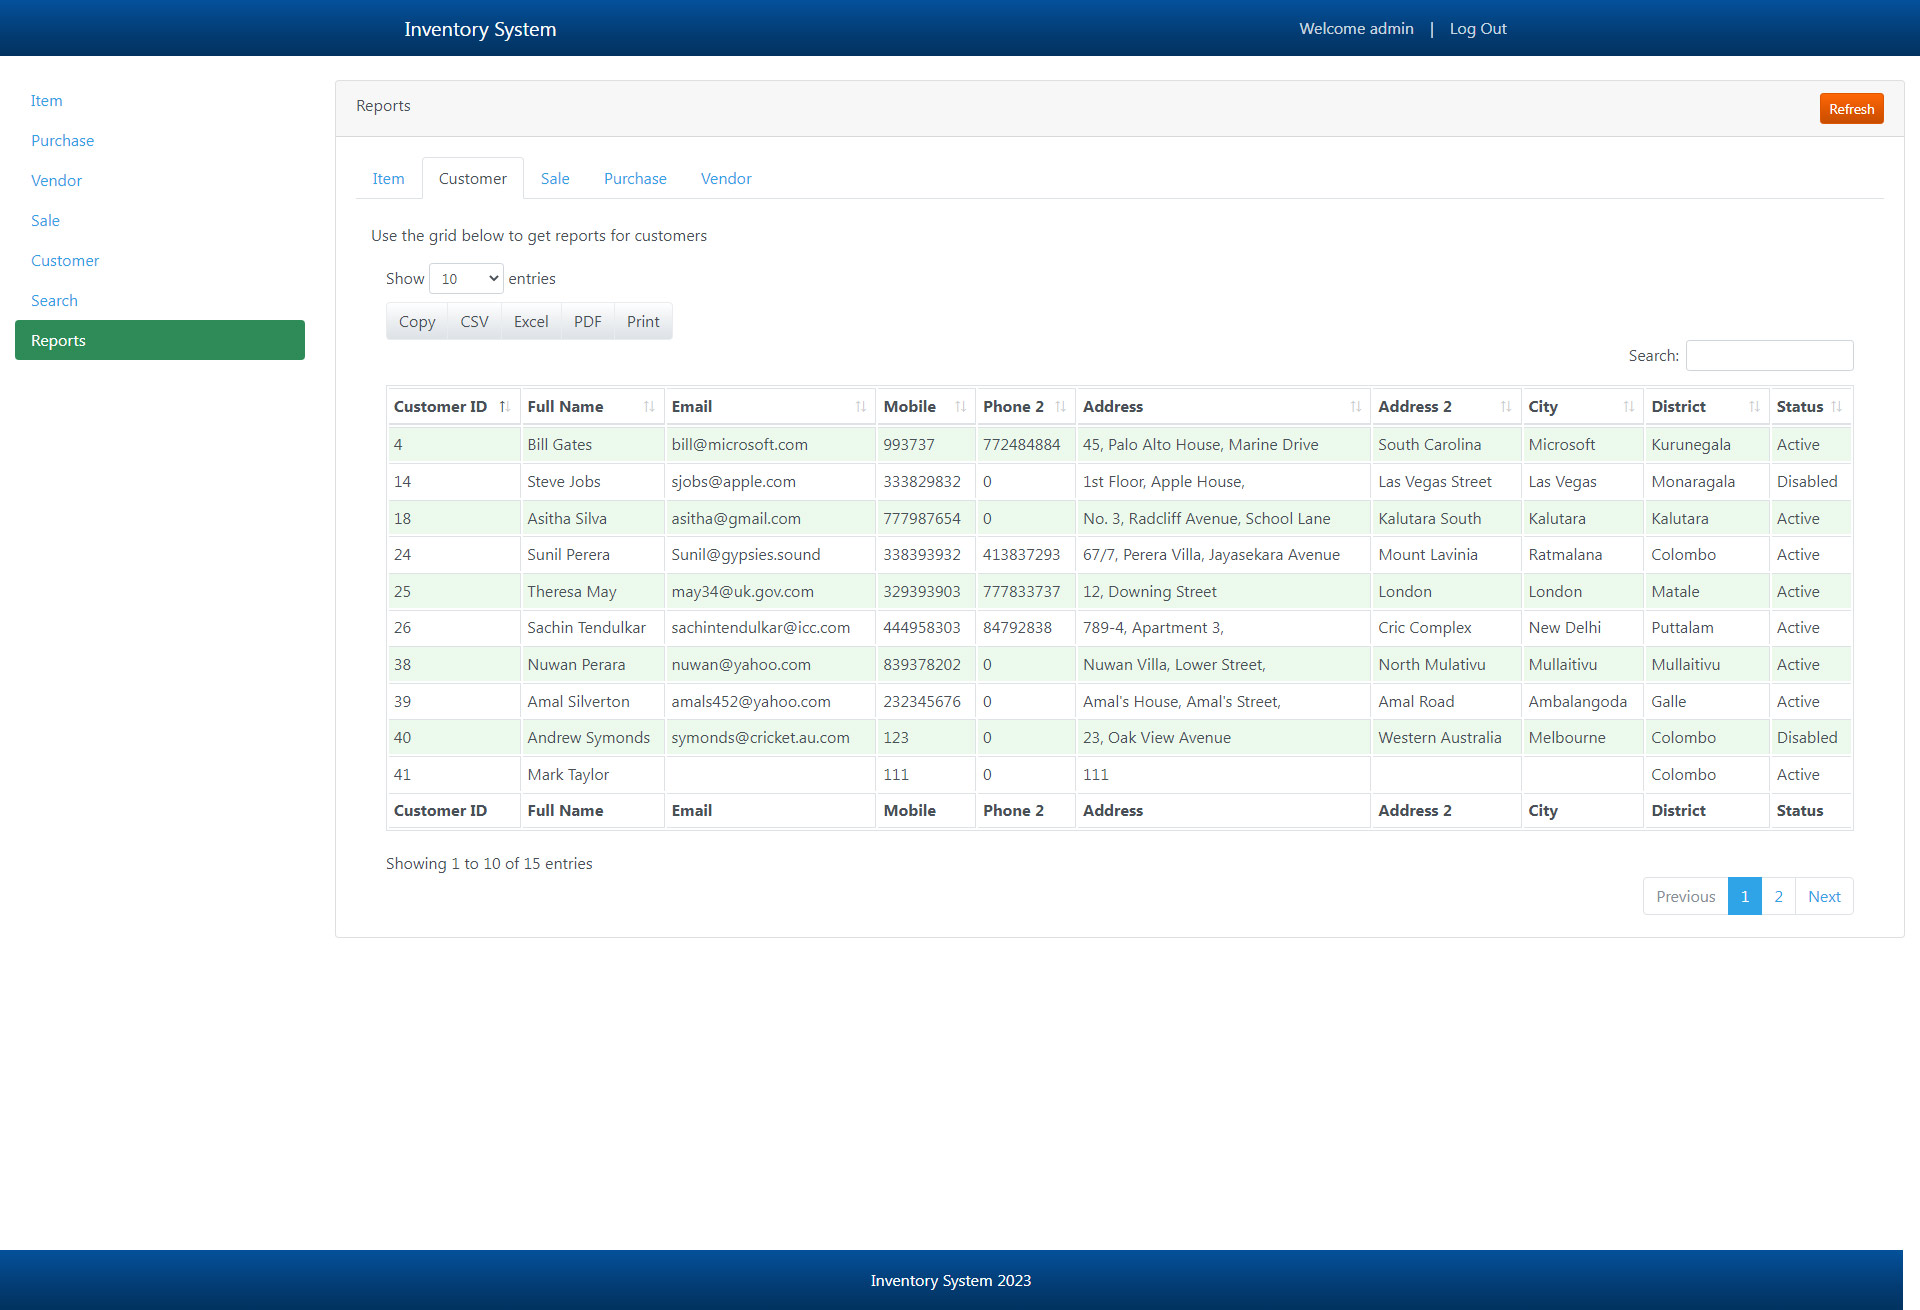 Inventory System Welcome admin | Log Out
Item
Purchase
Vendor
Sale
Customer
Search
Reports
Reports Refresh
Item Customer Sale Purchase Vendor
Use the grid below to get reports for customers
Show 10 entries
Copy CSV Excel PDF Print
Search:
Customer ID Full Name Email Mobile Phone 2 Address Address 2 City District Status
4 Bill Gates bill@microsoft.com 993737 772484884 45, Palo Alto House, Marine Drive South Carolina Microsoft Kurunegala Active
14 Steve Jobs sjobs@apple.com 333829832 0 1st Floor, Apple House, Las Vegas Street Las Vegas Monaragala Disabled
18 Asitha Silva asitha@gmail.com 777987654 0 No. 3, Radcliff Avenue, School Lane Kalutara South Kalutara Kalutara Active
24 Sunil Perera Sunil@gypsies.sound 338393932 413837293 67/7, Perera Villa, Jayasekara Avenue Mount Lavinia Ratmalana Colombo Active
25 Theresa May may34@uk.gov.com 329393903 777833737 12, Downing Street London London Matale Active
26 Sachin Tendulkar sachintendulkar@icc.com 444958303 84792838 789-4, Apartment 3, Cric Complex New Delhi Puttalam Active
38 Nuwan Perara nuwan@yahoo.com 839378202 0 Nuwan Villa, Lower Street, North Mulativu Mullaitivu Mullaitivu Active
39 Amal Silverton amals452@yahoo.com 232345676 0 Amal's House, Amal's Street, Amal Road Ambalangoda Galle Active
40 Andrew Symonds symonds@cricket.au.com 123 0 23, Oak View Avenue Western Australia Melbourne Colombo Disabled
41 Mark Taylor 111 0 111 Colombo Active
Customer ID Full Name Email Mobile Phone 2 Address Address 2 City District Status
Showing 1 to 10 of 15 entries
Previous 1 2 Next
Inventory System 2023